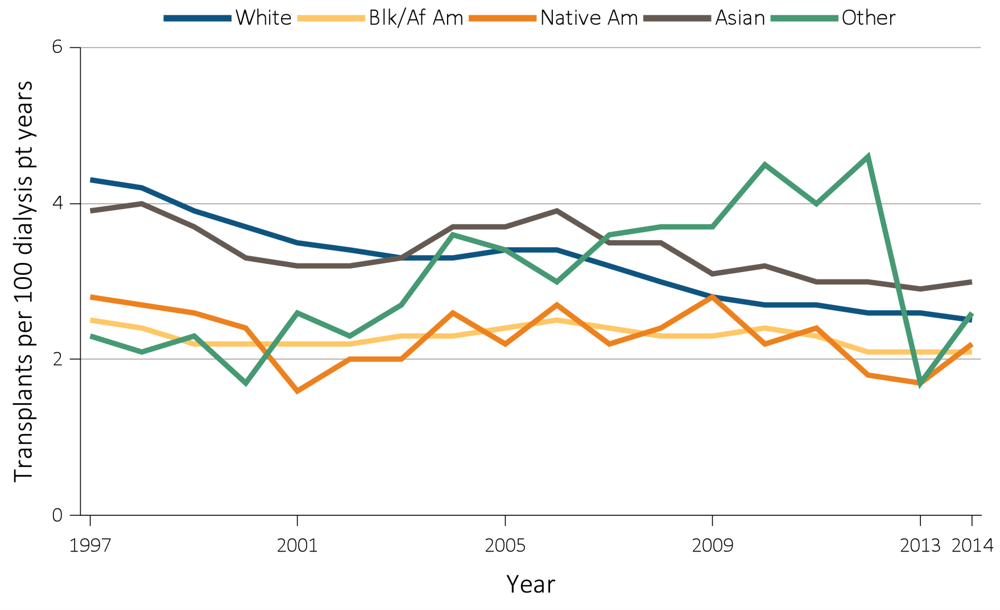 White Blk/Af Am Native Am Asian Other
6
4
2
0
Transplants per 100 dialysis pt years
1997 2001 2005 2009 2013 2014
Year